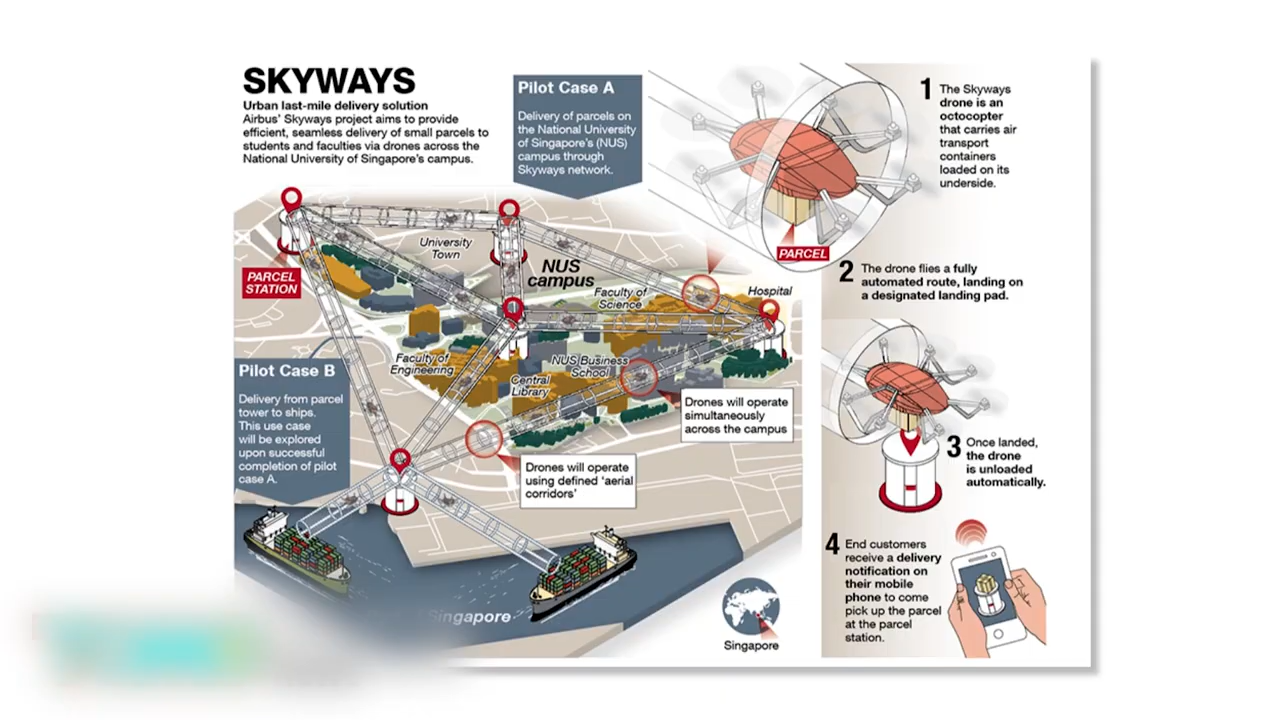 SKYWAYS
Urban last-mile delivery solution
Airbus' Skyways project aims to provide
efficient, seamless delivery of small parcels to
students and faculties via drones across the
National University of Singapore's campus.
Pilot Case A
Delivery of parcels on
the National University
of Singapore's (NUS)
campus through
Skyways network.
1
The Skyways
drone is an
octocopter
that carries air
transport
containers
loaded on its
underside.
PARCEL
2
The drone flies a fully
automated route, landing on
a designated landing pad.
PARCEL
STATION
University
Town
NUS
campus
Faculty of
Science
Hospital
Faculty of
Engineering
Central
Library
NUS Business
School
Pilot Case B
Delivery from parcel
tower to ships.
This use case
will be explored
upon successful
completion of pilot
case A.
Drones will operate
simultaneously
across the campus
Drones will operate
using defined 'aerial
corridors'
3
Once landed,
the drone
is unloaded
automatically.
4
End customers
receive a delivery
notification on
their mobile
phone to come
pick up the parcel
at the parcel
station.
Singapore
Singapore